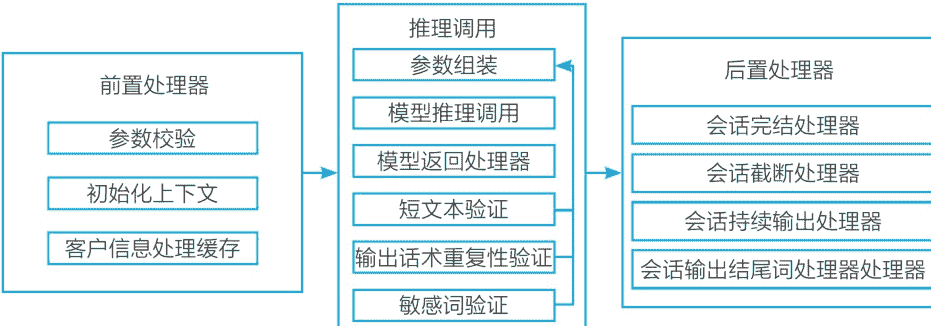 前置处理器
参数校验
初始化上下文
客户信息处理缓存
推理调用
参数组装
模型推理调用
模型返回处理器
短文本验证
输出话术重复性验证
敏感词验证
后置处理器
会话完结处理器
会话截断处理器
会话持续输出处理器
会话输出结尾词处理器处理器